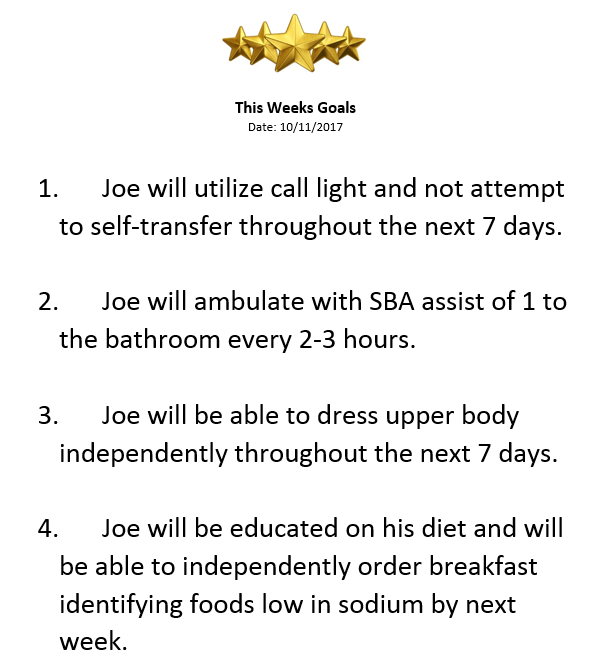 This Weeks Goals
Date: 10/11/2017
1. Joe will utilize call light and not attempt
to self-transfer throughout the next 7 days.
2. Joe will ambulate with SBA assist of 1 to
the bathroom every 2-3 hours.
3. Joe will be able to dress upper body
independently throughout the next 7 days.
4. Joe will be educated on his diet and will
be able to independently order breakfast
identifying foods low in sodium by next
week.